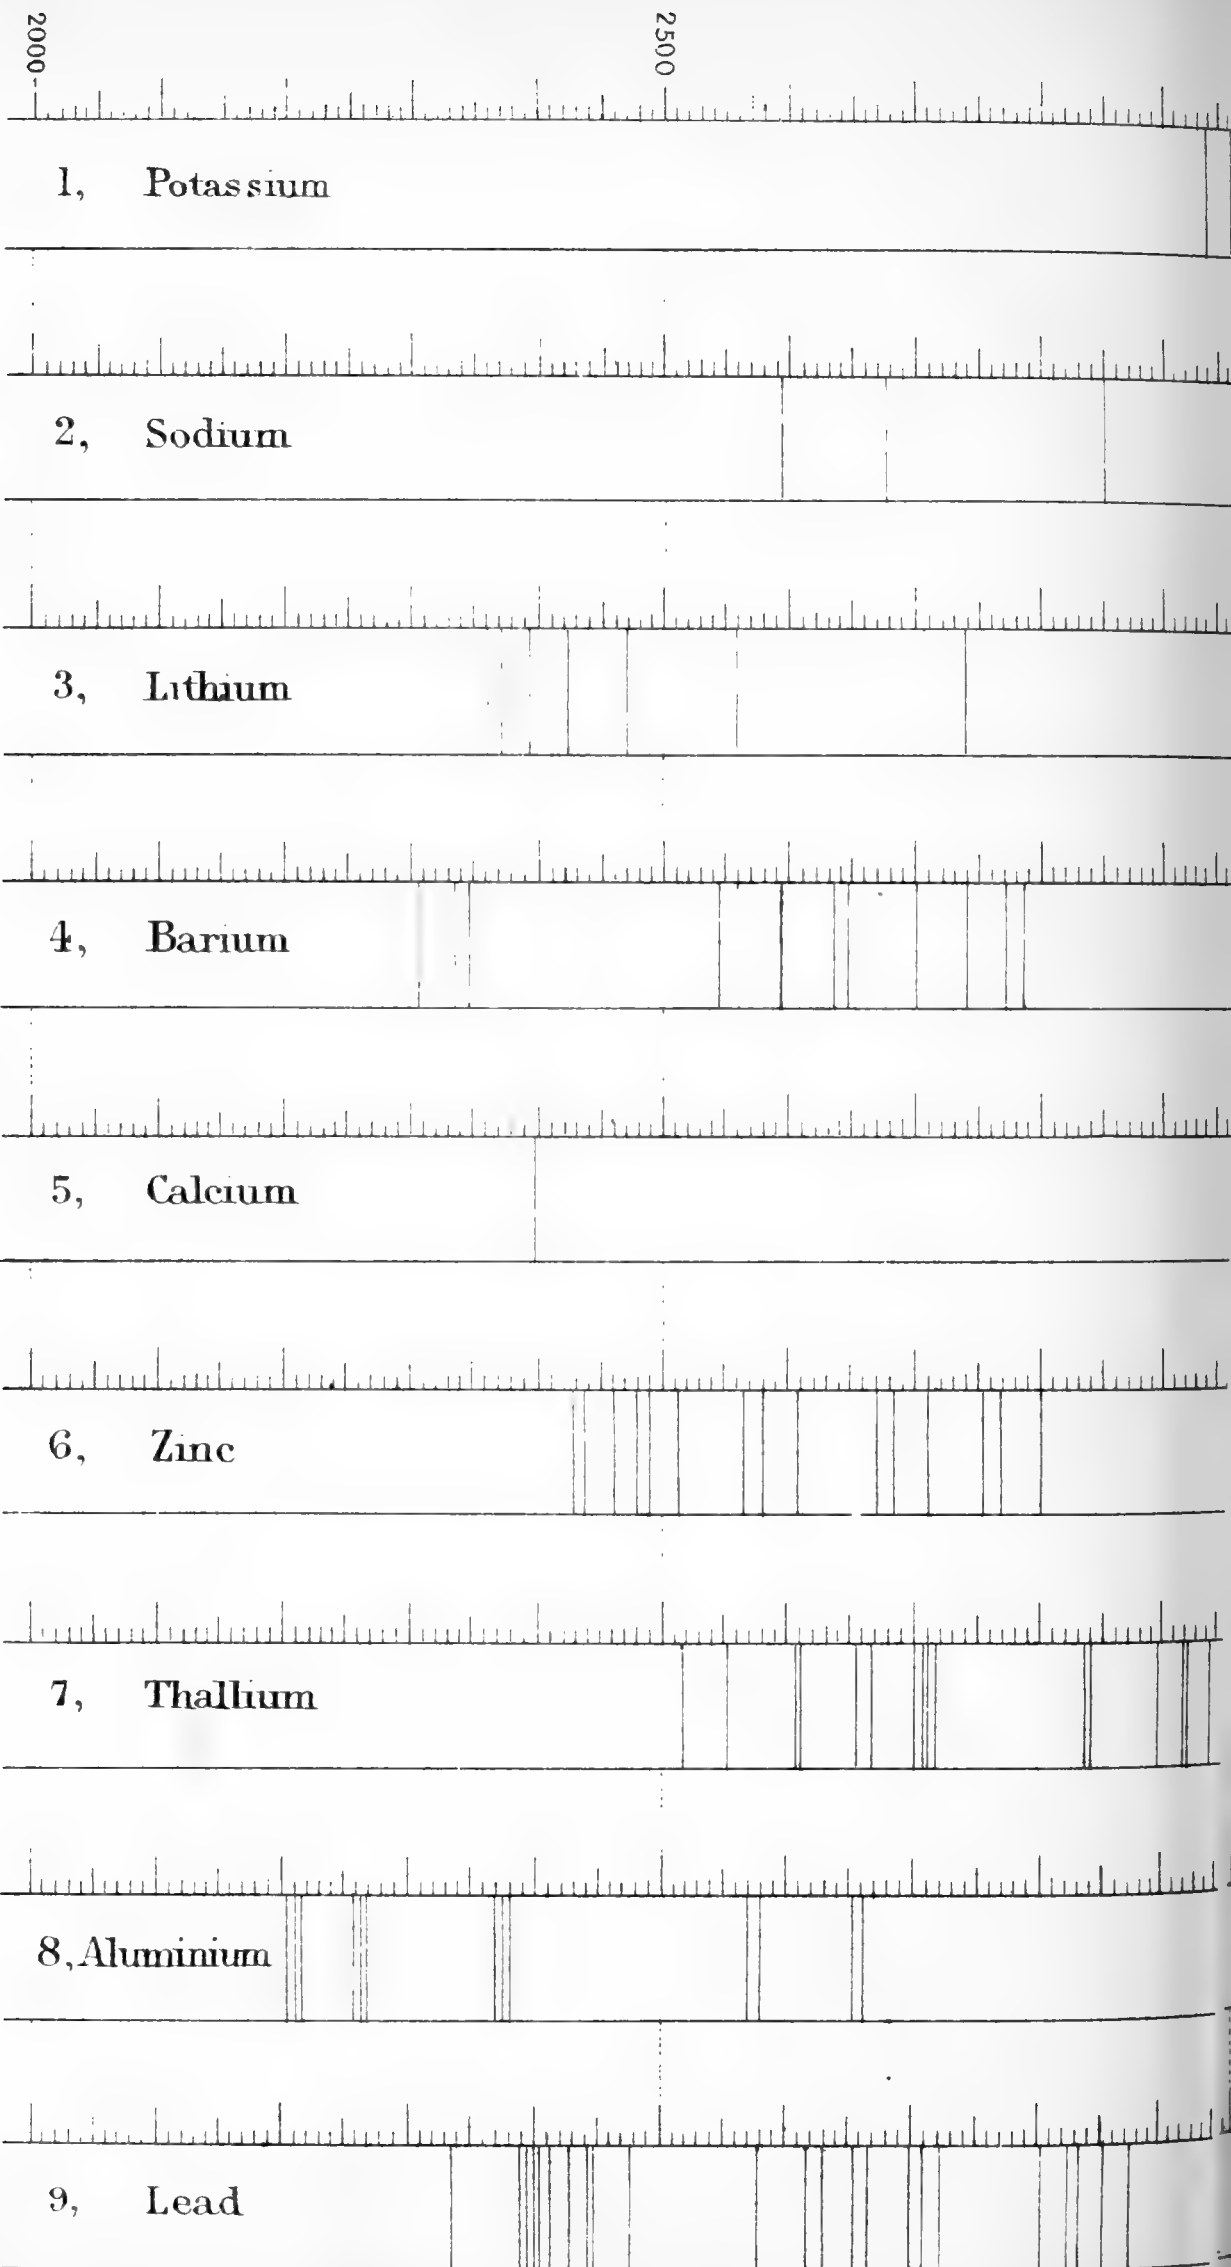 2000
2500
1, Potassium
2, Sodium
3, Lithium
4, Barium
5, Calcium
6, Zinc
7, Thallium
8, Aluminium
9, Lead